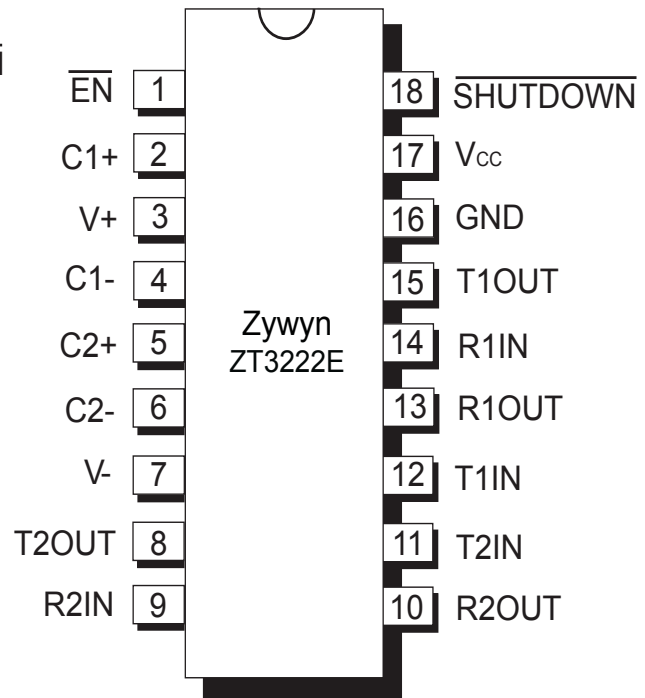 i
EN 1
C1+ 2
V+ 3
C1- 4
C2+ 5
C2- 6
V- 7
T2OUT 8
R2IN 9
Zywyn
ZT3222E
18 SHUTDOWN
17 Vcc
16 GND
15 T1OUT
14 R1IN
13 R1OUT
12 T1IN
11 T2IN
10 R2OUT